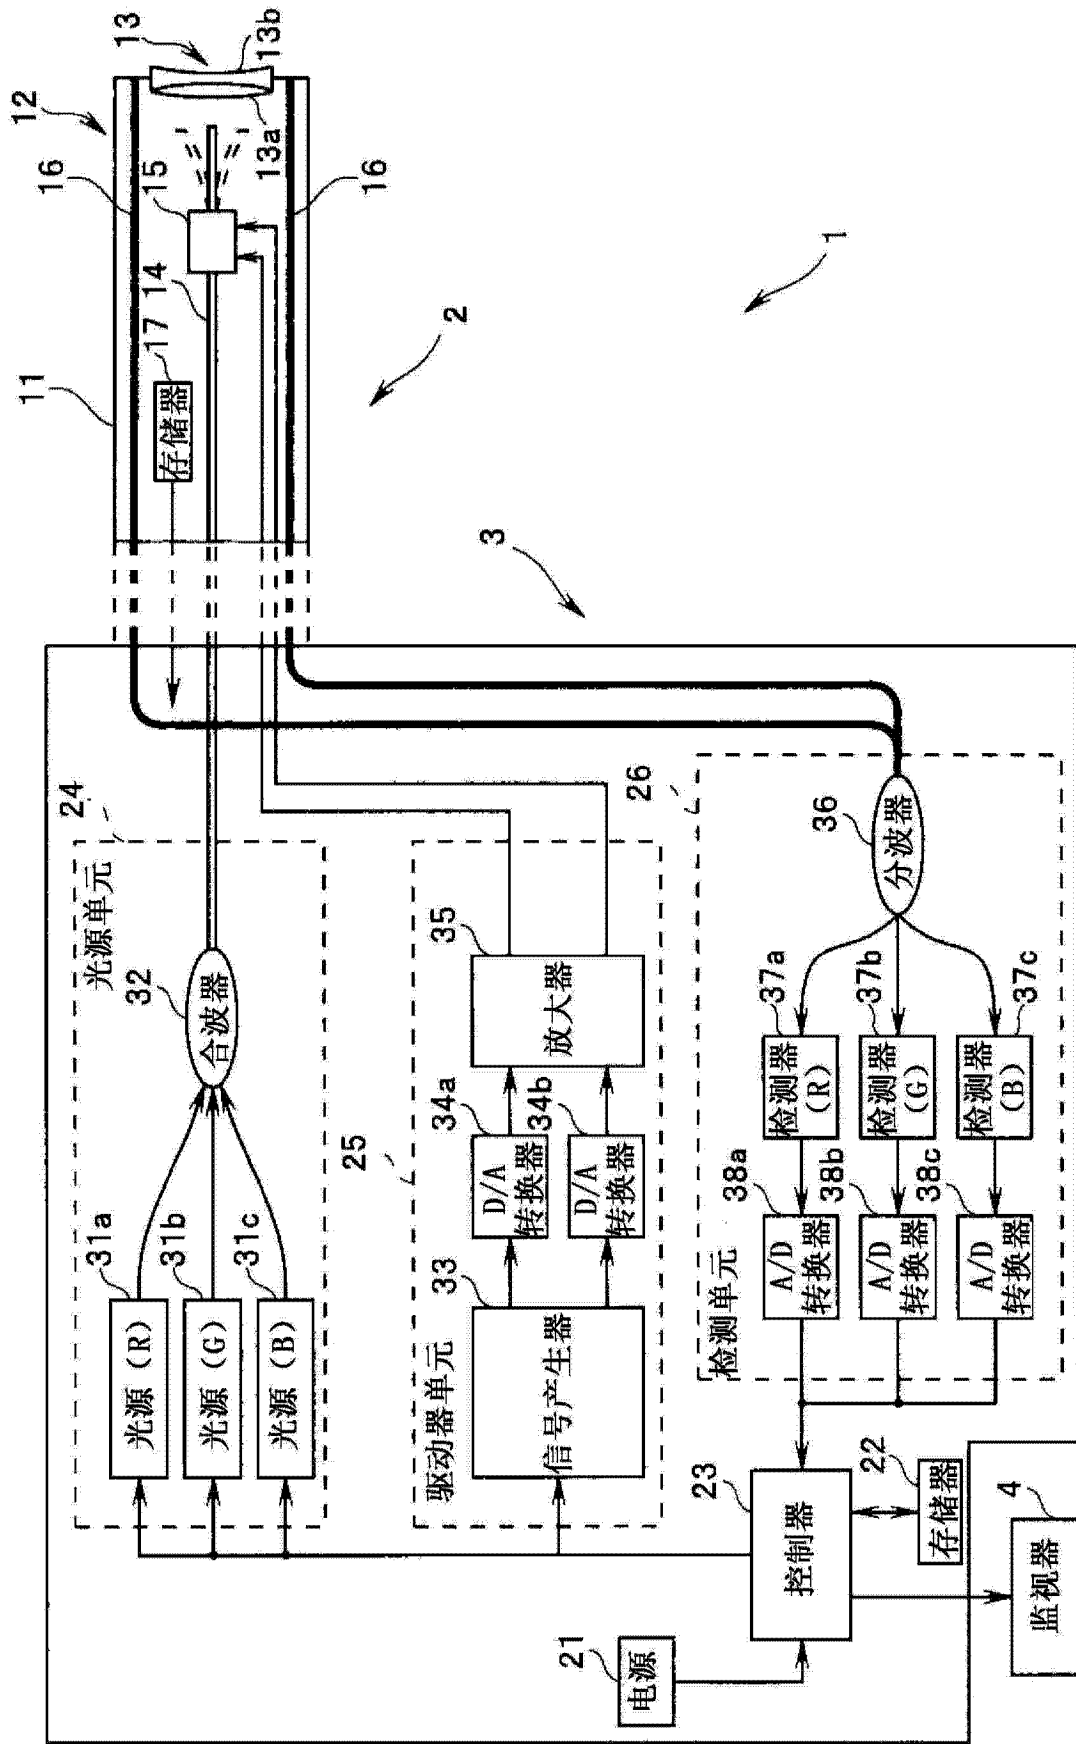 1
2
3
11
12
13
13a
13b
14
15
16
16
17
存储器
24
光源单元
31a
光源(R)
31b
光源(G)
31c
光源(B)
32
合波器
25
驱动器单元
33
信号产生器
34a
D/A
转换器
34b
D/A
转换器
35
放大器
26
检测单元
36
分波器
37a
检测器
(R)
37b
检测器
(G)
37c
检测器
(B)
38a
A/D
转换器
38b
A/D
转换器
38c
A/D
转换器
21
电源
23
控制器
22
存储器
4
监视器